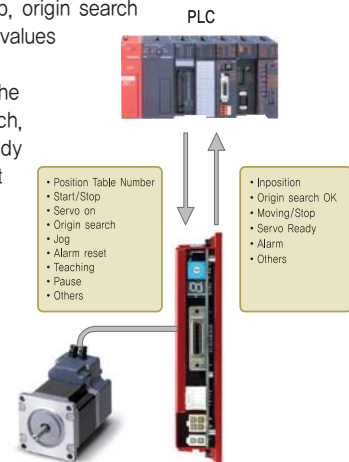 o, origin search
values
PLC
he
ch,
dy
t
• Position Table Number
• Start/Stop
• Servo on
• Origin search
• Jog
• Alarm reset
• Teaching
• Pause
• Others
• Inposition
• Origin search OK
• Moving/Stop
• Servo Ready
• Alarm
• Others